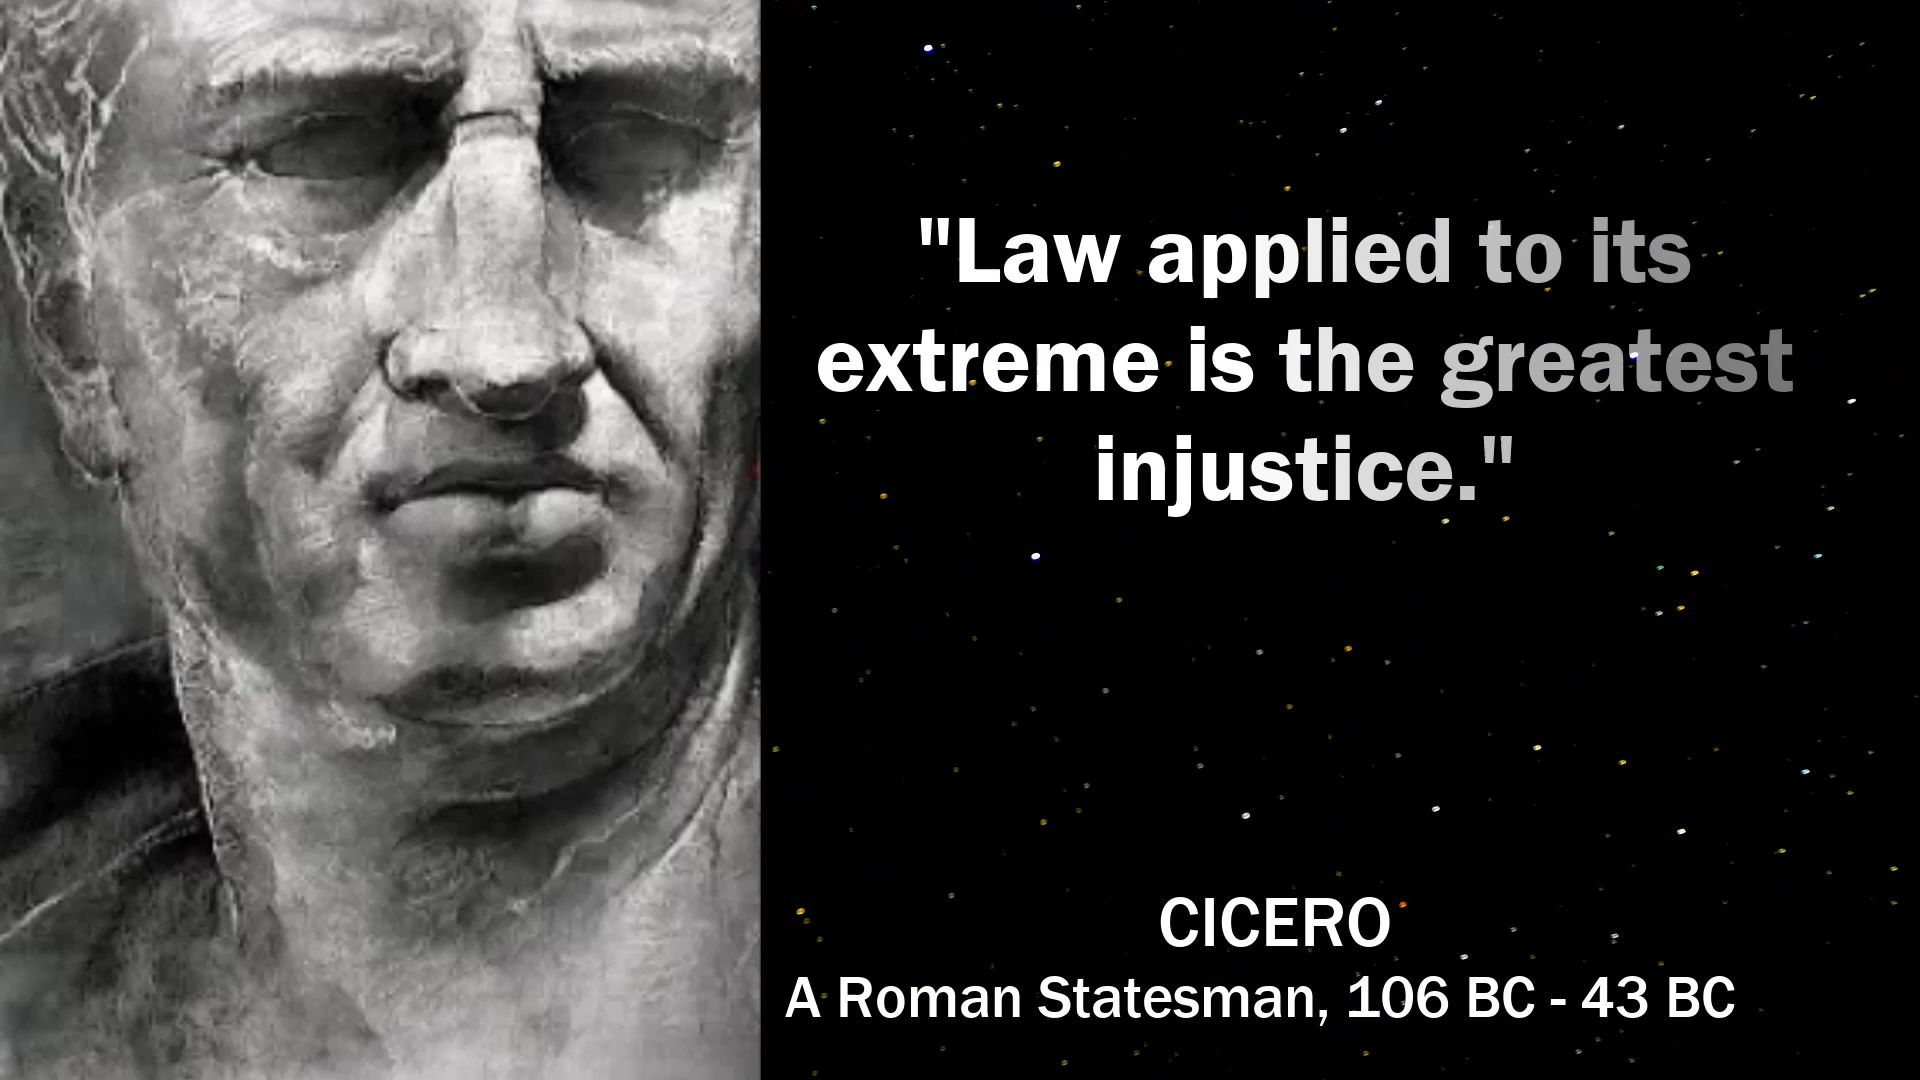 "Law applied to its
extreme is the greatest
injustice."
CICERO
A Roman Statesman, 106 BC - 43 BC